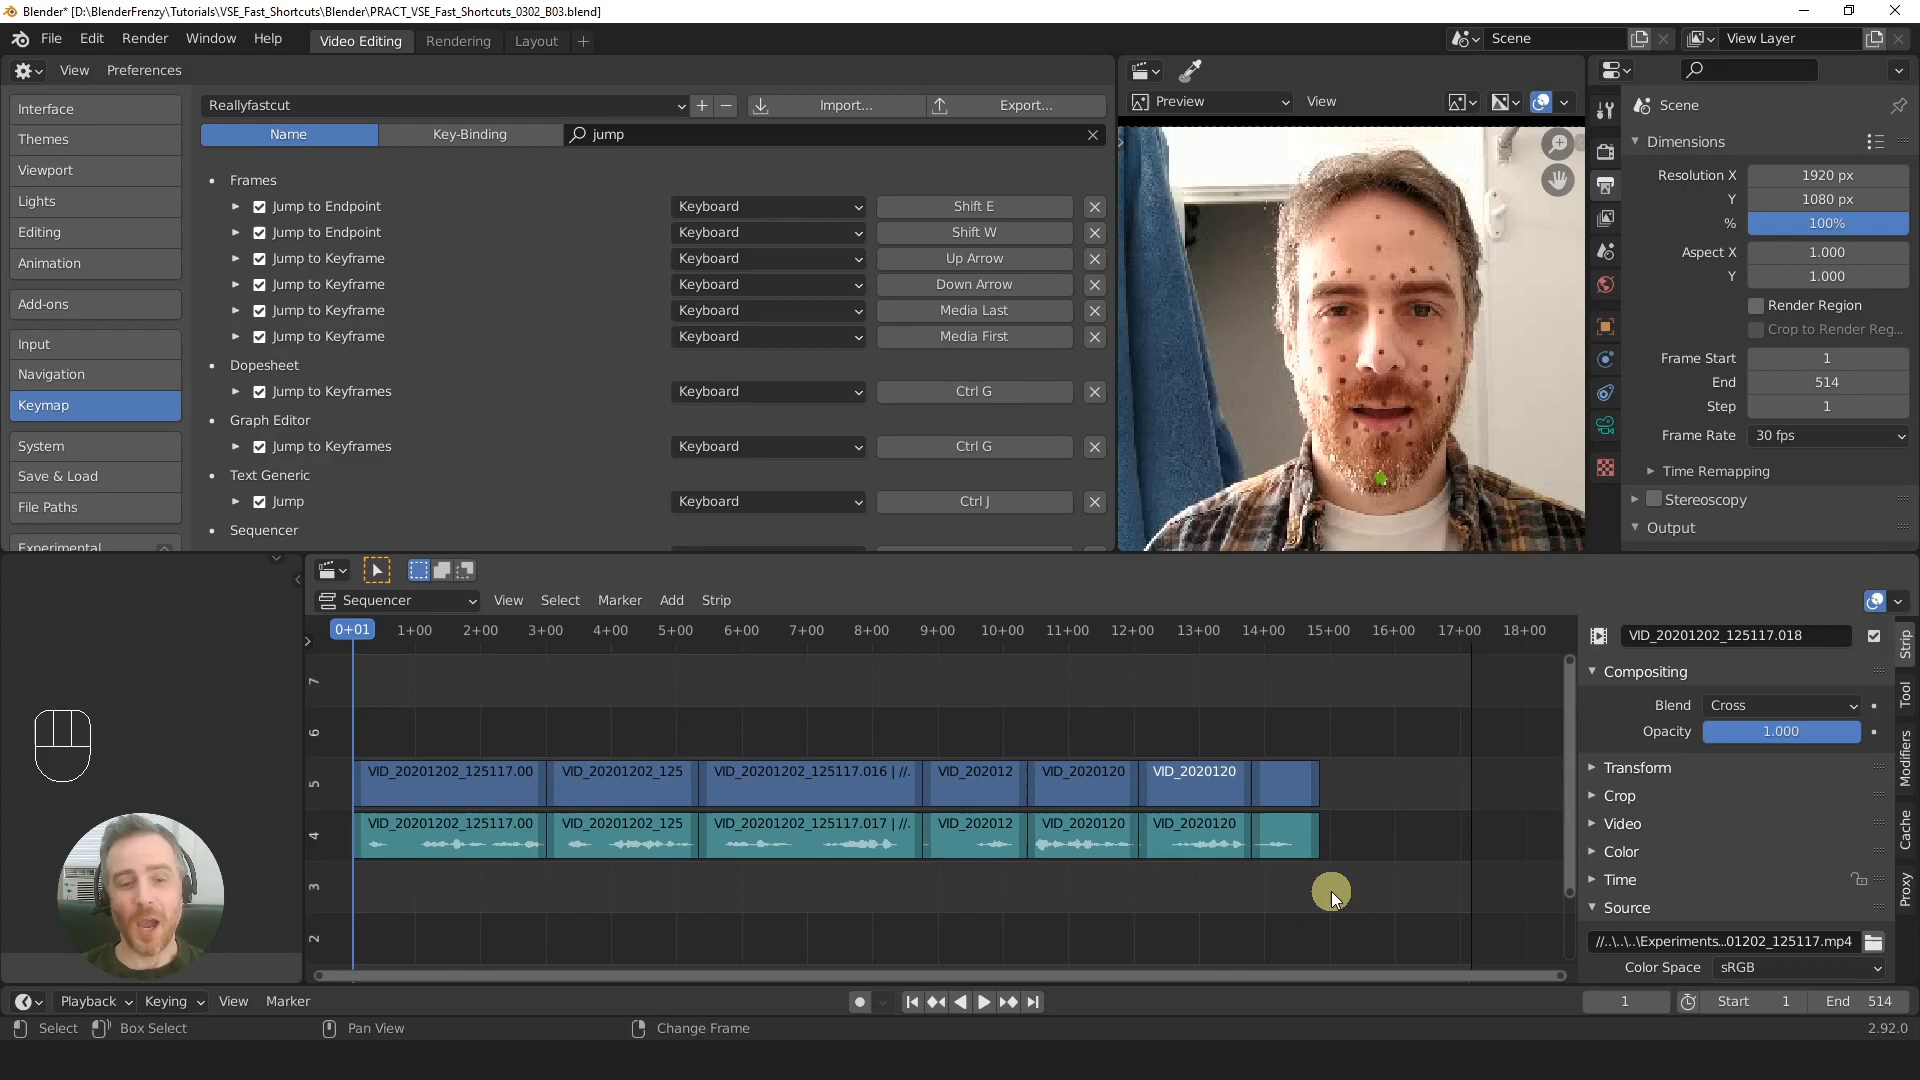 Blender* [D:\BlenderFrenzy\Tutorials\VSE_Fast_Shortcuts\Blender\PRACT_VSE_Fast_Shortcuts_0302_B03.blend]
File Edit Render Window Help Video Editing Rendering Layout + Scene View Layer
View Preferences
Interface
Themes
Viewport
Lights
Editing
Animation
Add-ons
Input
Navigation
Keymap
System
Save & Load
File Paths
Experimental
Reallyfastcut + − Import... Export...
Name Key-Binding jump
Frames
Jump to Endpoint Keyboard Shift E
Jump to Endpoint Keyboard Shift W
Jump to Keyframe Keyboard Up Arrow
Jump to Keyframe Keyboard Down Arrow
Jump to Keyframe Keyboard Media Last
Jump to Keyframe Keyboard Media First
Dopesheet
Jump to Keyframes Keyboard Ctrl G
Graph Editor
Jump to Keyframes Keyboard Ctrl G
Text Generic
Jump Keyboard Ctrl J
Sequencer
Preview View
Scene
Dimensions
Resolution X 1920 px
Y 1080 px
% 100%
Aspect X 1.000
Y 1.000
Render Region
Crop to Render Reg...
Frame Start 1
End 514
Step 1
Frame Rate 30 fps
Time Remapping
Stereoscopy
Output
Sequencer View Select Marker Add Strip
0+01 1+00 2+00 3+00 4+00 5+00 6+00 7+00 8+00 9+00 10+00 11+00 12+00 13+00 14+00 15+00 16+00 17+00 18+00
7
6
5
4
3
2
VID_20201202_125117.00 VID_20201202_125 VID_20201202_125117.016 | //. VID_202012 VID_2020120 VID_2020120
VID_20201202_125117.00 VID_20201202_125 VID_20201202_125117.017 | //. VID_202012 VID_2020120 VID_2020120
VID_20201202_125117.018
Compositing
Blend Cross
Opacity 1.000
Transform
Crop
Video
Color
Time
Source
//..\..\..\Experiments...01202_125117.mp4
Color Space sRGB
Strip
Tool
Modifiers
Cache
Proxy
Playback Keying View Marker 1 Start 1 End 514
Select Box Select Pan View Change Frame 2.92.0